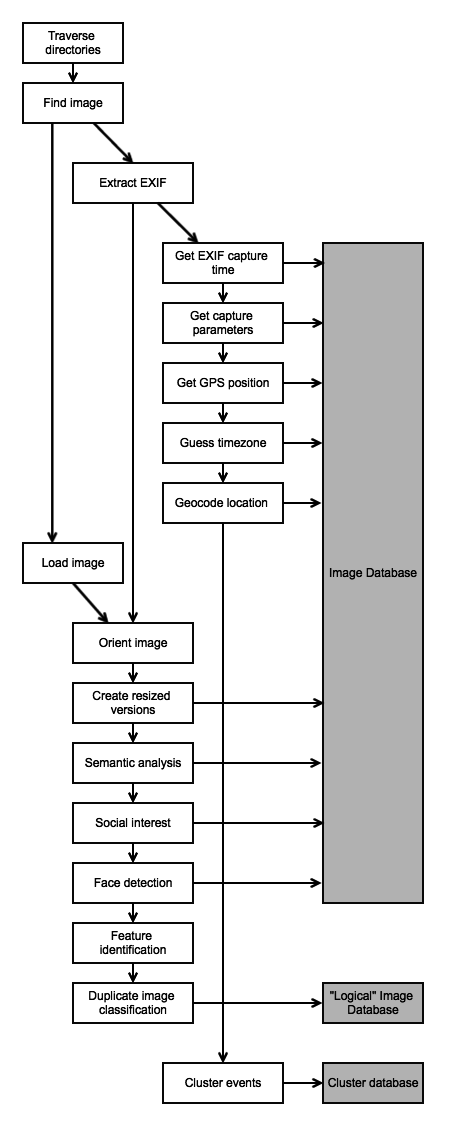 Traverse
directories
Find image
Extract EXIF
Get EXIF capture
time
Get capture
parameters
Get GPS position
Guess timezone
Geocode location
Load image
Image Database
Orient image
Create resized
versions
Semantic analysis
Social interest
Face detection
Feature
identification
Duplicate image
classification
"Logical" Image
Database
Cluster events
Cluster database